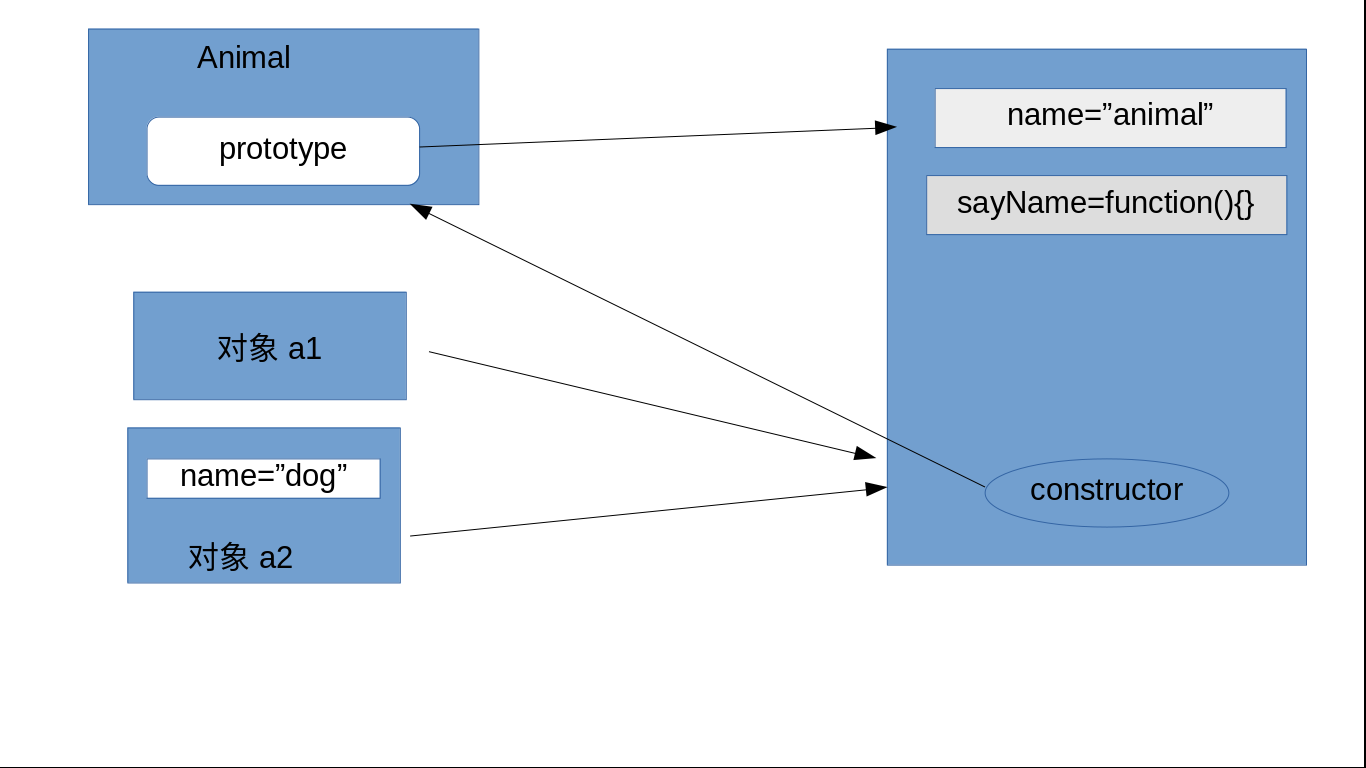 Animal
prototype
name=”animal”
sayName=function(){}
对象 a1
name=”dog”
对象 a2
constructor